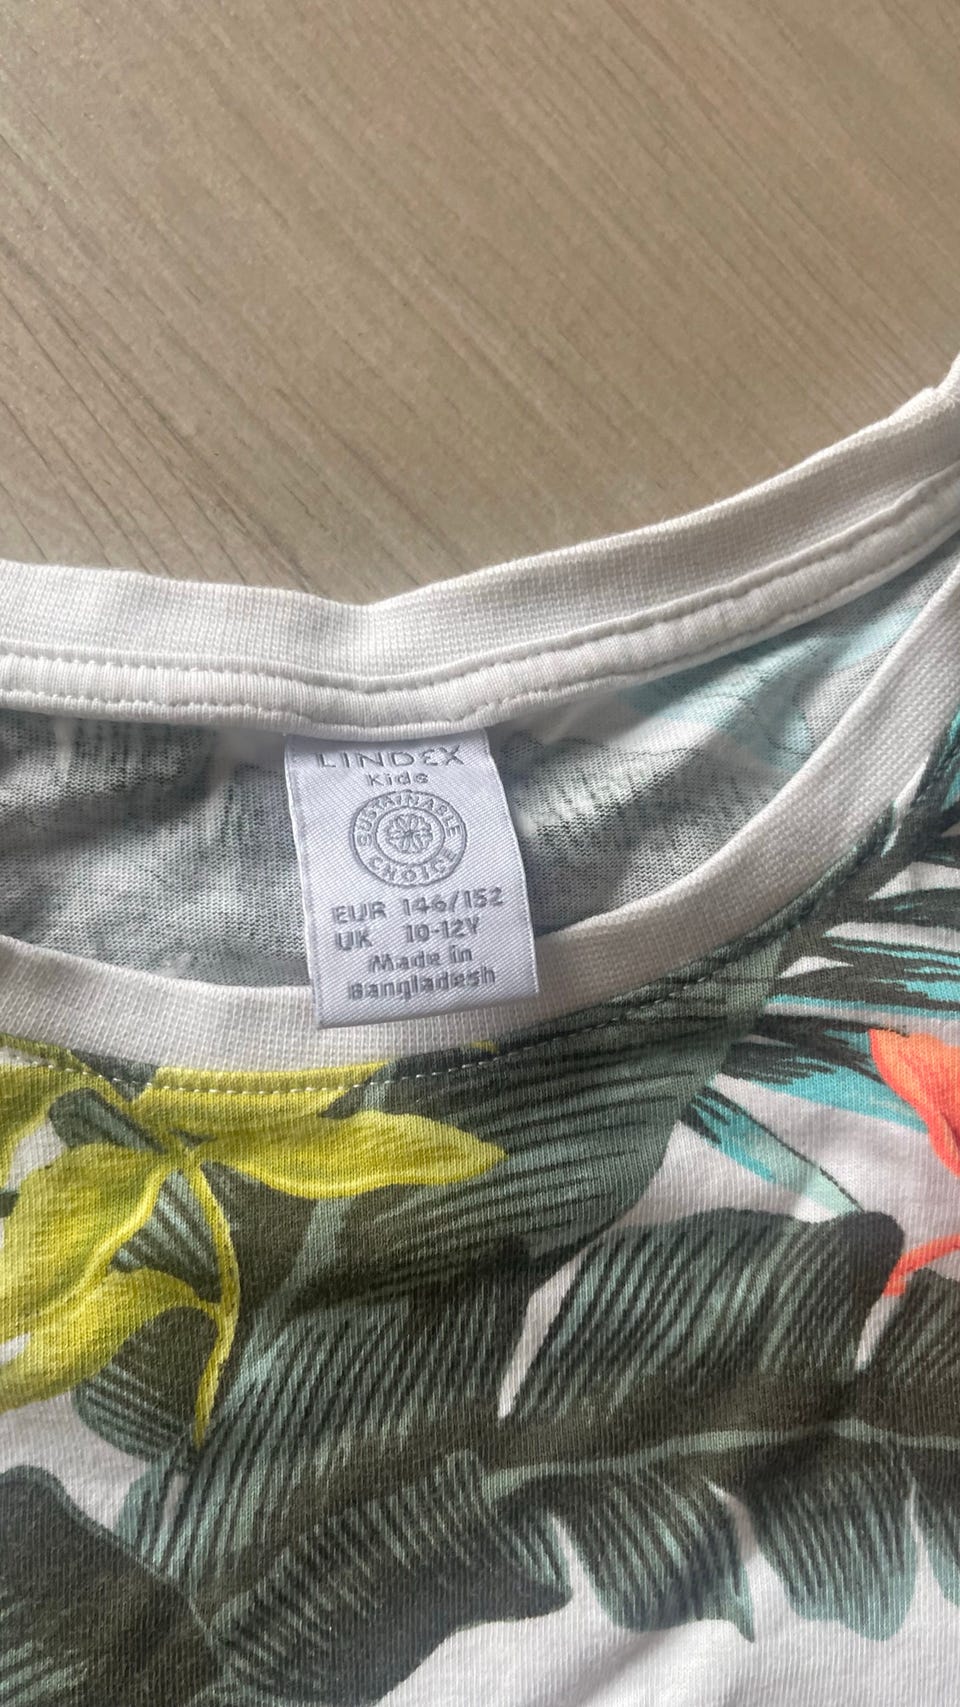 LINDEX
Kids
SUSTAINABLE
CHOICE
EUR 146/152
UK 10-12Y
Made in
Bangladesh